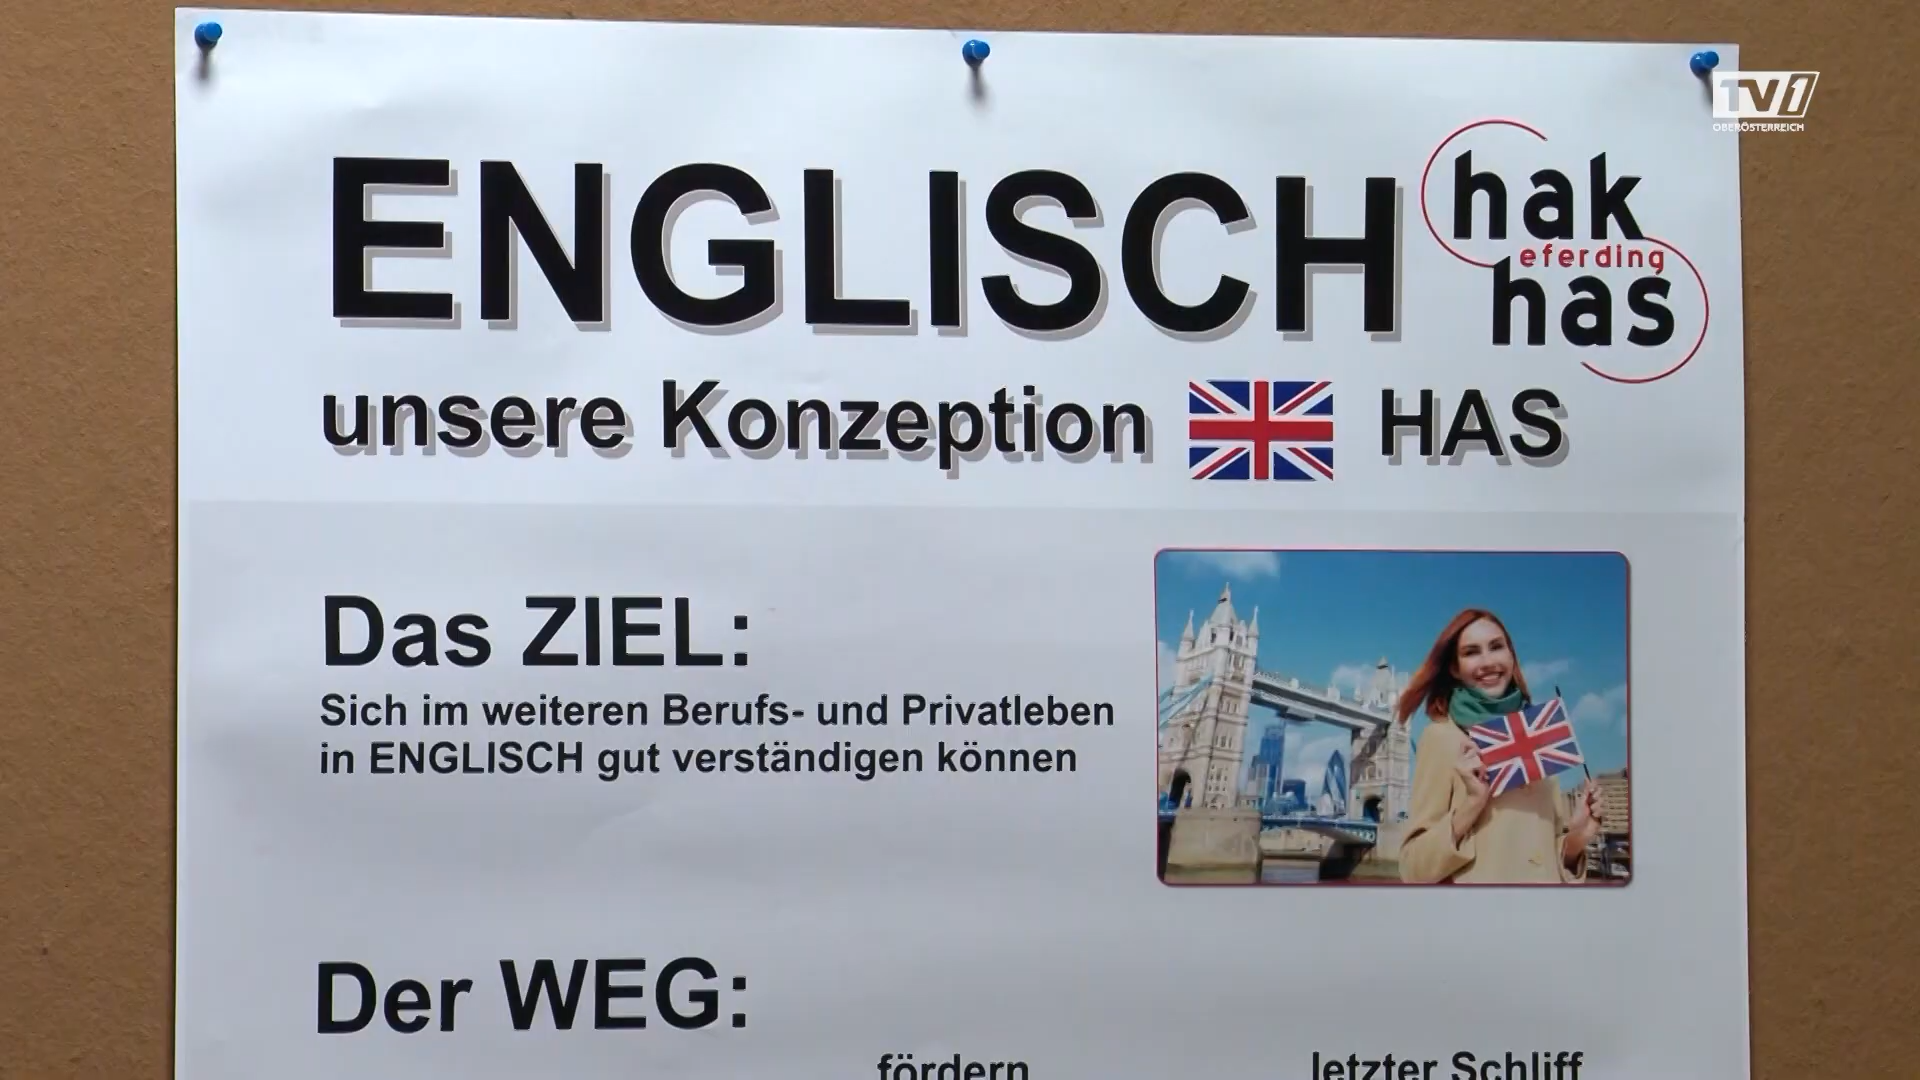 TV1
OBERÖSTERREICH
ENGLISCH
hak
eferding
has
unsere Konzeption HAS
Das ZIEL:
Sich im weiteren Berufs- und Privatleben
in ENGLISCH gut verständigen können
Der WEG:
fördern letzter Schliff